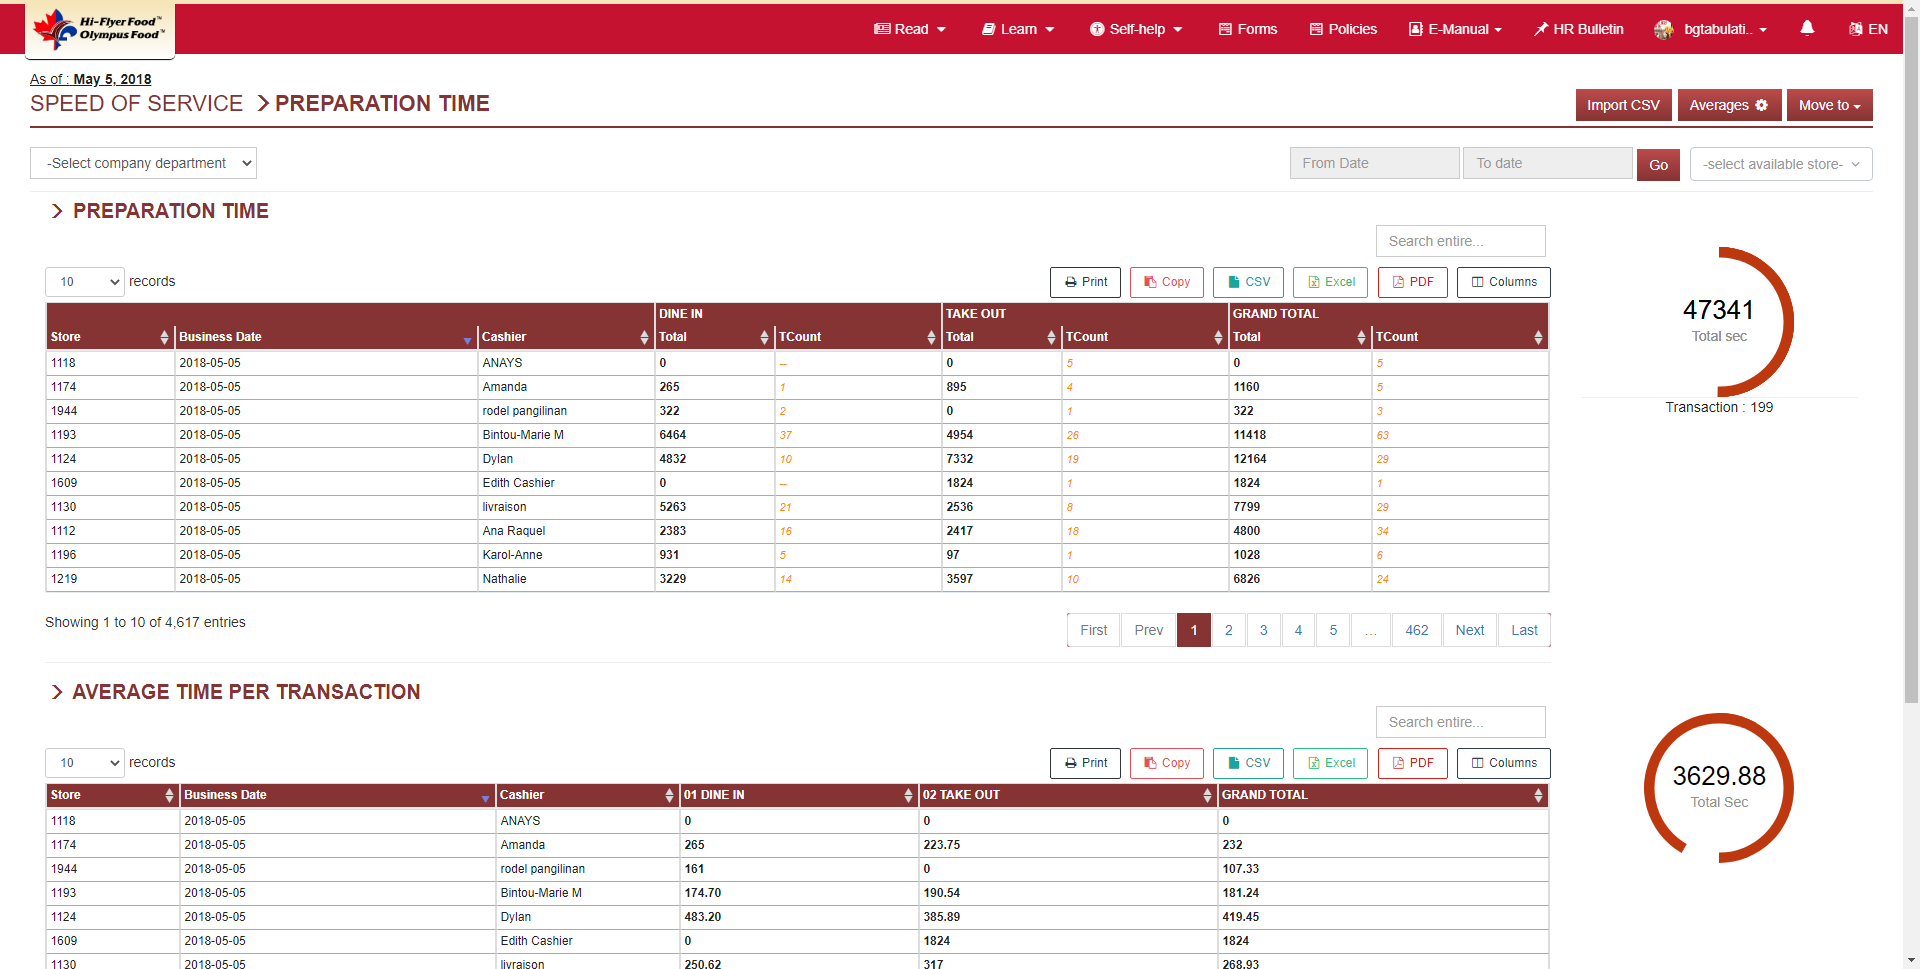 Hi-Flyer Food™
Olympus Food™
Read
Learn
Self-help
Forms
Policies
E-Manual
HR Bulletin
bgtabulati..
EN
As of : May 5, 2018
SPEED OF SERVICE > PREPARATION TIME
Import CSV
Averages
Move to
-Select company department
From Date
To date
Go
-select available store-
> PREPARATION TIME
Search entire...
10 records
Print
Copy
CSV
Excel
PDF
Columns
DINE IN TAKE OUT GRAND TOTAL
Store Business Date Cashier Total TCount Total TCount Total TCount
1118 2018-05-05 ANAYS 0 -- 0 5 0 5
1174 2018-05-05 Amanda 265 1 895 4 1160 5
1944 2018-05-05 rodel pangilinan 322 2 0 1 322 3
1193 2018-05-05 Bintou-Marie M 6464 37 4954 26 11418 63
1124 2018-05-05 Dylan 4832 10 7332 19 12164 29
1609 2018-05-05 Edith Cashier 0 -- 1824 1 1824 1
1130 2018-05-05 livraison 5263 21 2536 8 7799 29
1112 2018-05-05 Ana Raquel 2383 16 2417 18 4800 34
1196 2018-05-05 Karol-Anne 931 5 97 1 1028 6
1219 2018-05-05 Nathalie 3229 14 3597 10 6826 24
47341
Total sec
Transaction : 199
Showing 1 to 10 of 4,617 entries
First Prev 1 2 3 4 5 ... 462 Next Last
> AVERAGE TIME PER TRANSACTION
Search entire...
10 records
Print
Copy
CSV
Excel
PDF
Columns
Store Business Date Cashier 01 DINE IN 02 TAKE OUT GRAND TOTAL
1118 2018-05-05 ANAYS 0 0 0
1174 2018-05-05 Amanda 265 223.75 232
1944 2018-05-05 rodel pangilinan 161 0 107.33
1193 2018-05-05 Bintou-Marie M 174.70 190.54 181.24
1124 2018-05-05 Dylan 483.20 385.89 419.45
1609 2018-05-05 Edith Cashier 0 1824 1824
1130 2018-05-05 livraison 250.62 317 268.93
3629.88
Total Sec